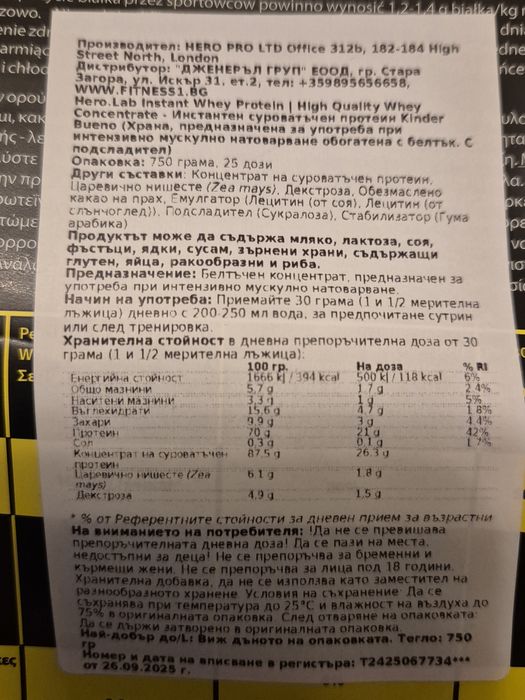 sportowców powinno wynosić 1,2-1,4 g białka/kg
Производител: HERO PRO LTD Office 312b, 182-184 High
Street North, London
Дистрибутор: "ДЖЕНЕРЪЛ ГРУП" ЕООД, гр. Стара
Загора, ул. Искър 31, ет.2, тел: +359895656658,
WWW.FITNESS1.BG
Hero.Lab Instant Whey Protein | High Quality Whey
Concentrate - Инстантен суроватъчен протеин Kinder
Bueno (Храна, предназначена за употреба при
интензивно мускулно натоварване обогатена с белтък. С
подсладител)
Опаковка: 750 грама, 25 дози
Други съставки: Концентрат на суроватъчен протеин,
Царевично нишесте (Zea mays), Декстроза, Обезмаслено
какао на прах, Емулгатор (Лецитин (от соя), Лецитин (от
слънчоглед)), Подсладител (Сукралоза), Стабилизатор (Гума
арабика)
Продуктът може да съдържа мляко, лактоза, соя,
фъстъци, ядки, сусам, зърнени храни, съдържащи
глутен, яйца, ракообразни и риба.
Предназначение: Белтъчен концентрат, предназначен за
употреба при интензивно мускулно натоварване.
Начин на употреба: Приемайте 30 грама (1 и 1/2 мерителна
лъжица) дневно с 200-250 мл вода, за предпочитане сутрин
или след тренировка.
Хранителна стойност в дневна препоръчителна доза от 30
грама (1 и 1/2 мерителна лъжица):
100 гр. На доза % RI
Енергийна стойност 1666 kJ / 394 kcal 500 kJ / 118 kcal 6%
Общо мазнини 5,7 g 1,7 g 2,4%
Наситени мазнини 3,3 g 1 g 5%
Въглехидрати 15,6 g 4,7 g 1,8%
Захари 9,9 g 3 g 4,4%
Протеин 70 g 21 g 42%
Сол 0,3 g 0,1 g 1,7%
Концентрат на суроватъчен 87,5 g 26,3 g
протеин
Царевично нишесте (Zea 6,1 g 1,8 g
mays)
Декстроза 4,9 g 1,5 g
* % от Референтните стойности за дневен прием за възрастни
На вниманието на потребителя: !Да не се превишава
препоръчителната дневна доза! Да се пази на места,
недостъпни за деца! Не се препоръчва за бременни и
кърмещи жени. Не се препоръчва за лица под 18 години.
Хранителна добавка, да не се използва като заместител на
разнообразното хранене. Условия на съхранение: Да се
съхранява при температура до 25°C и влажност на въздуха до
75% в оригиналната опаковка. След отваряне на опаковката:
Да се държи затворено в оригиналната опаковка.
Най-добър до/L: Виж дъното на опаковката. Тегло: 750
гр
Номер и дата на вписване в регистъра: T2425067734***
от 26.09.2025 г.